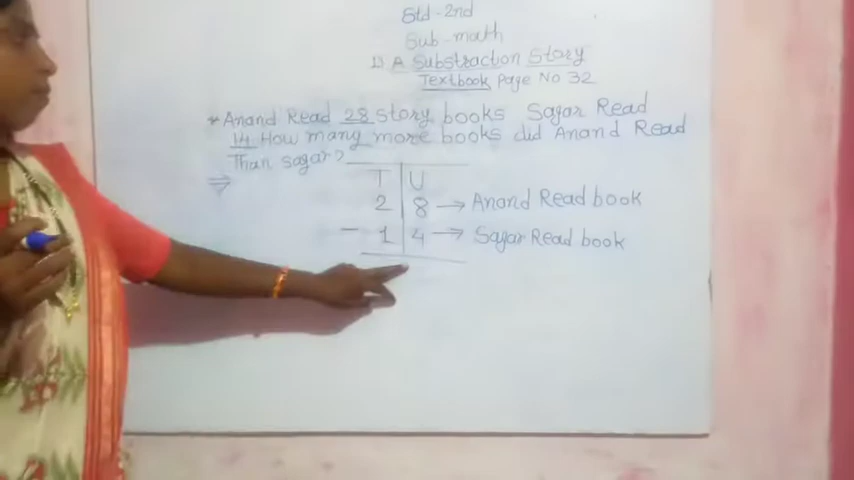 Std-2nd
Sub-math
13 A Substraction Story
Textbook Page No 32
* Anand Read 28 story books Sagar Read
14 How many more books did Anand Read
Than sagar?
⇒ T U
2 8 → Anand Read book
- 1 4 → Sagar Read book